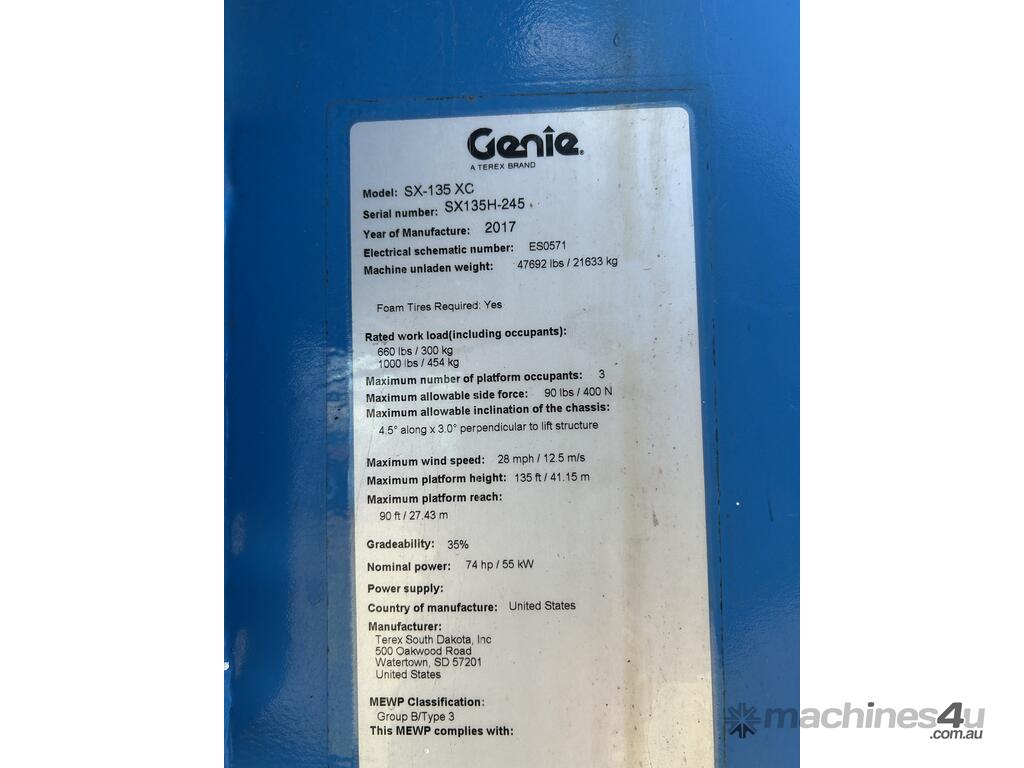 Genie
A TEREX BRAND
Model: SX-135 XC
Serial number: SX135H-245
Year of Manufacture: 2017
Electrical schematic number: ES0571
Machine unladen weight: 47692 lbs / 21633 kg
Foam Tires Required: Yes
Rated work load(including occupants):
660 lbs / 300 kg
1000 lbs / 454 kg
Maximum number of platform occupants: 3
Maximum allowable side force: 90 lbs / 400 N
Maximum allowable inclination of the chassis:
4.5° along x 3.0° perpendicular to lift structure
Maximum wind speed: 28 mph / 12.5 m/s
Maximum platform height: 135 ft / 41.15 m
Maximum platform reach:
90 ft / 27.43 m
Gradeability: 35%
Nominal power: 74 hp / 55 kW
Power supply:
Country of manufacture: United States
Manufacturer:
Terex South Dakota, Inc
500 Oakwood Road
Watertown, SD 57201
United States
MEWP Classification:
Group B/Type 3
This MEWP complies with:
machines4u
.com.au